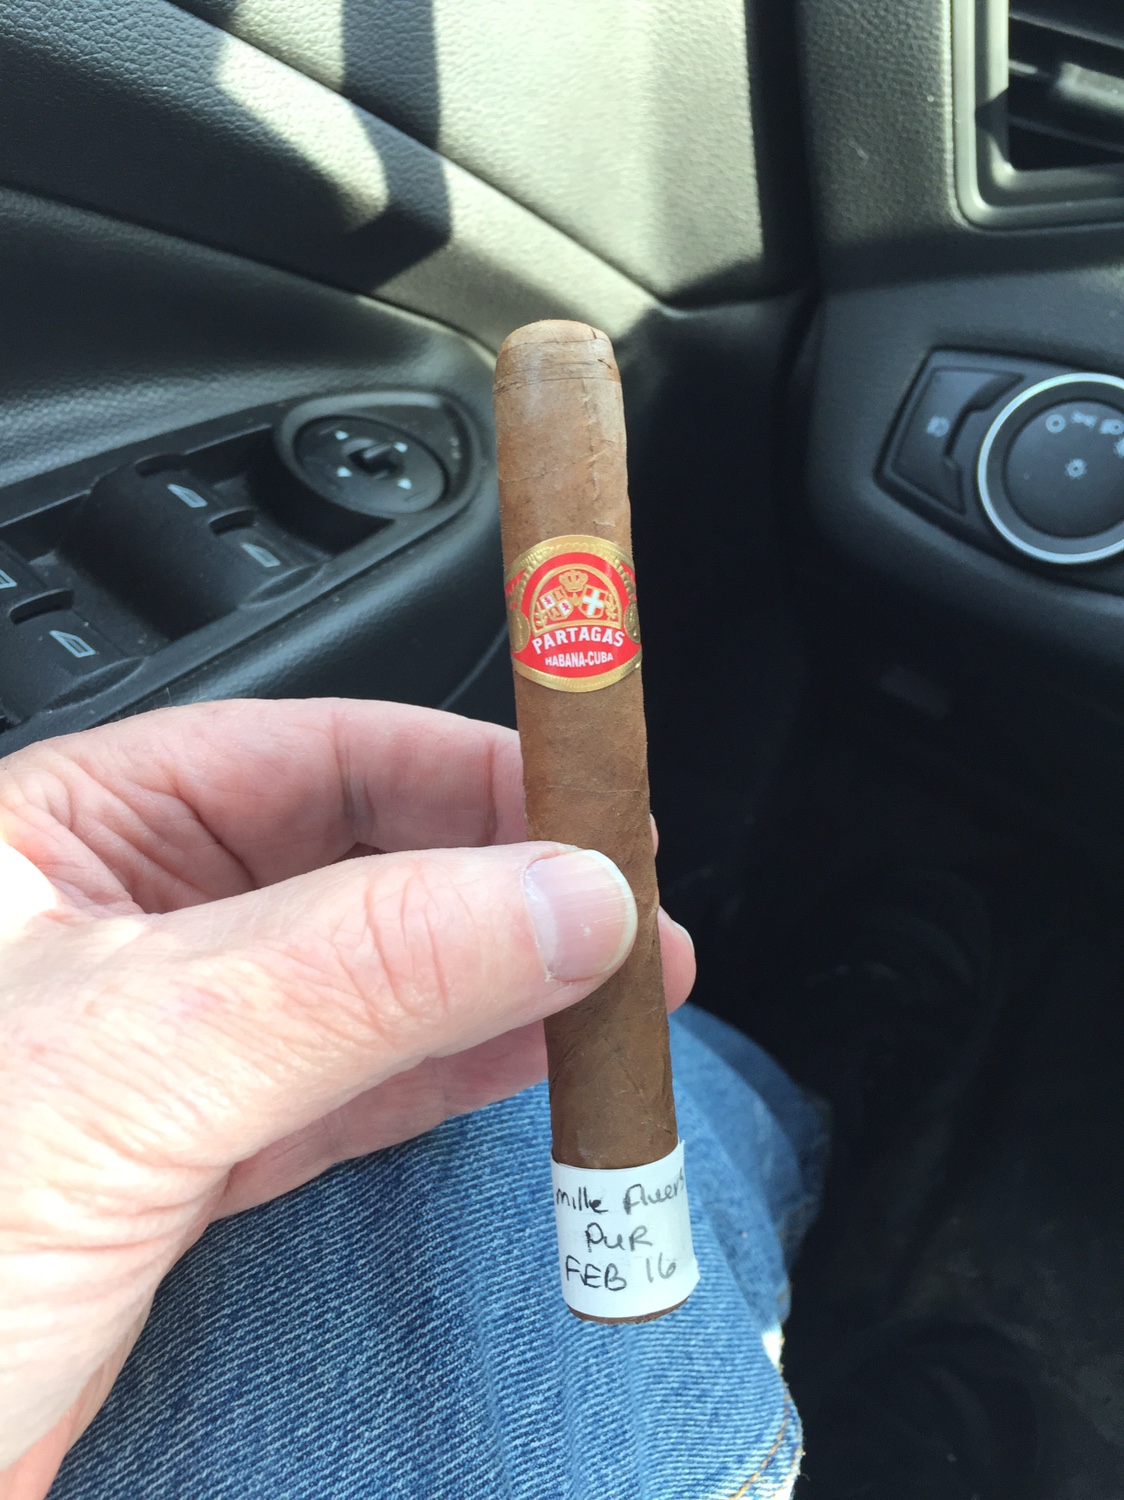 PARTAGAS
HABANA-CUBA
mille Fluers
PUR
FEB 16